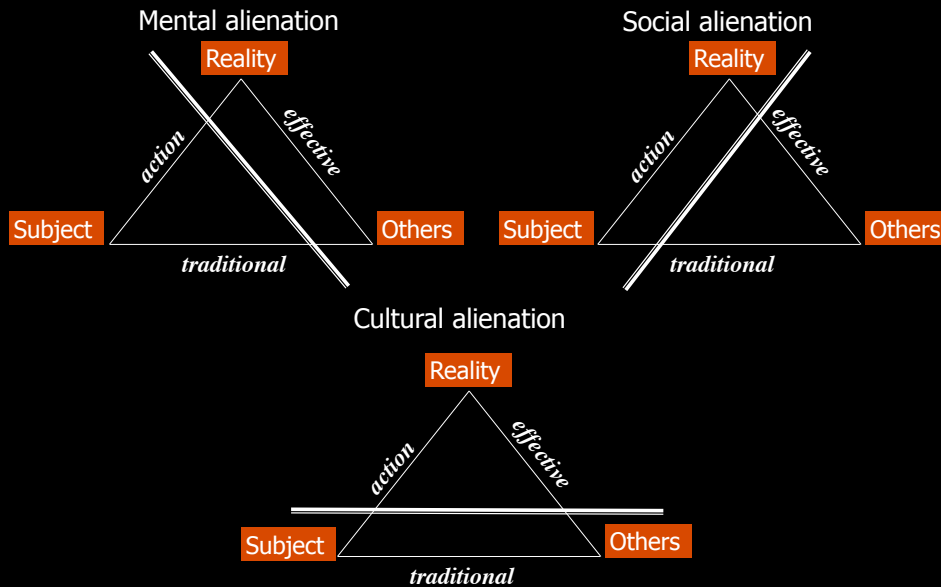 Mental alienation
Reality
action
effective
Subject
Others
traditional
Social alienation
Reality
action
effective
Subject
Others
traditional
Cultural alienation
Reality
action
effective
Subject
Others
traditional